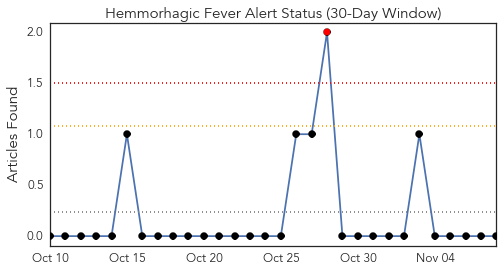 Hemmorhagic Fever Alert Status (30-Day Window)
Articles Found
2.0
1.5
1.0
0.5
0.0
Oct 10 Oct 15 Oct 20 Oct 25 Oct 30 Nov 04